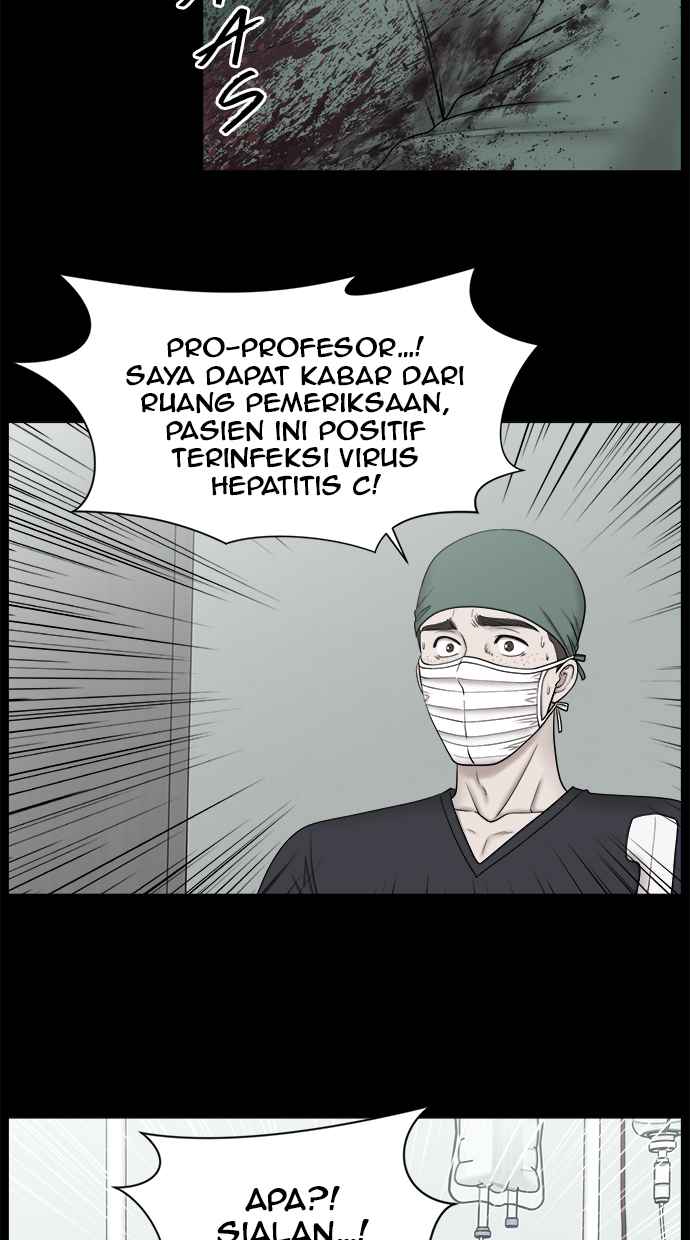 A
S
PRO-PROFESOR...!
SAYA DAPAT KABAR DARI
RUANG PEMERIKSAAN,
PASIEN INI POSITIF
TERINFEKSI VIRUS
HEPATITIS C!
APA?!
SIALAN...!